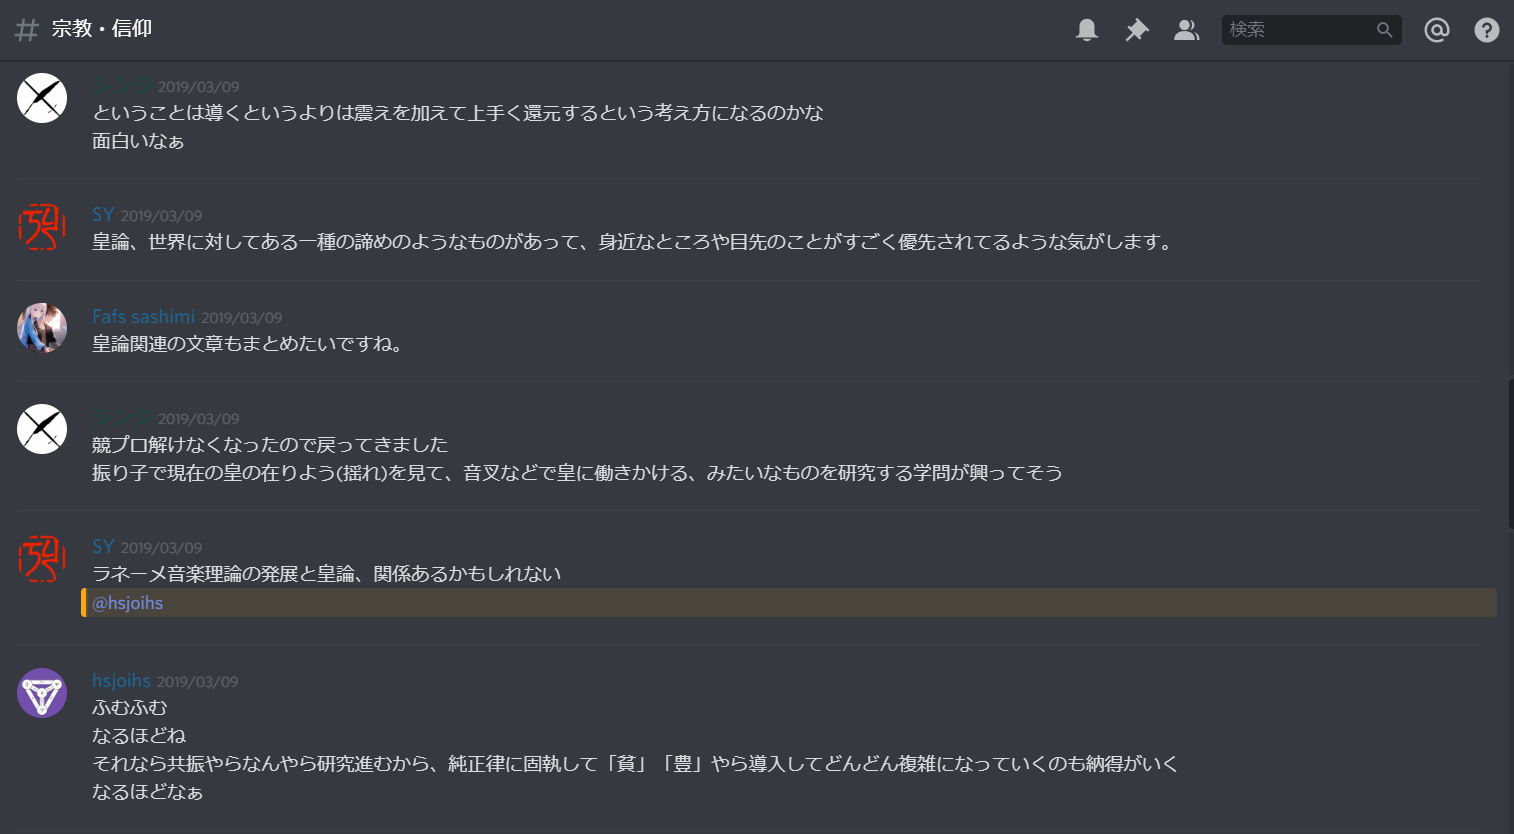 宗教・信仰
検索
2019/03/09
ということは導くというよりは震えを加えて上手く還元するという考え方になるのかな
面白いなぁ
SY 2019/03/09
皇論、世界に対してある一種の諦めのようなものがあって、身近なところや目先のことがすごく優先されてるような気がします。
Fafs sashimi 2019/03/09
皇論関連の文章もまとめたいですね。
2019/03/09
競プロ解けなくなったので戻ってきました
振り子で現在の皇の在りよう(揺れ)を見て、音叉などで皇に働きかける、みたいなものを研究する学問が興ってそう
SY 2019/03/09
ラネーメ音楽理論の発展と皇論、関係あるかもしれない
@hsjoihs
hsjoihs 2019/03/09
ふむふむ
なるほどね
それなら共振やらなんやら研究進むから、純正律に固執して「貧」「豊」やら導入してどんどん複雑になっていくのも納得がいく
なるほどなぁ